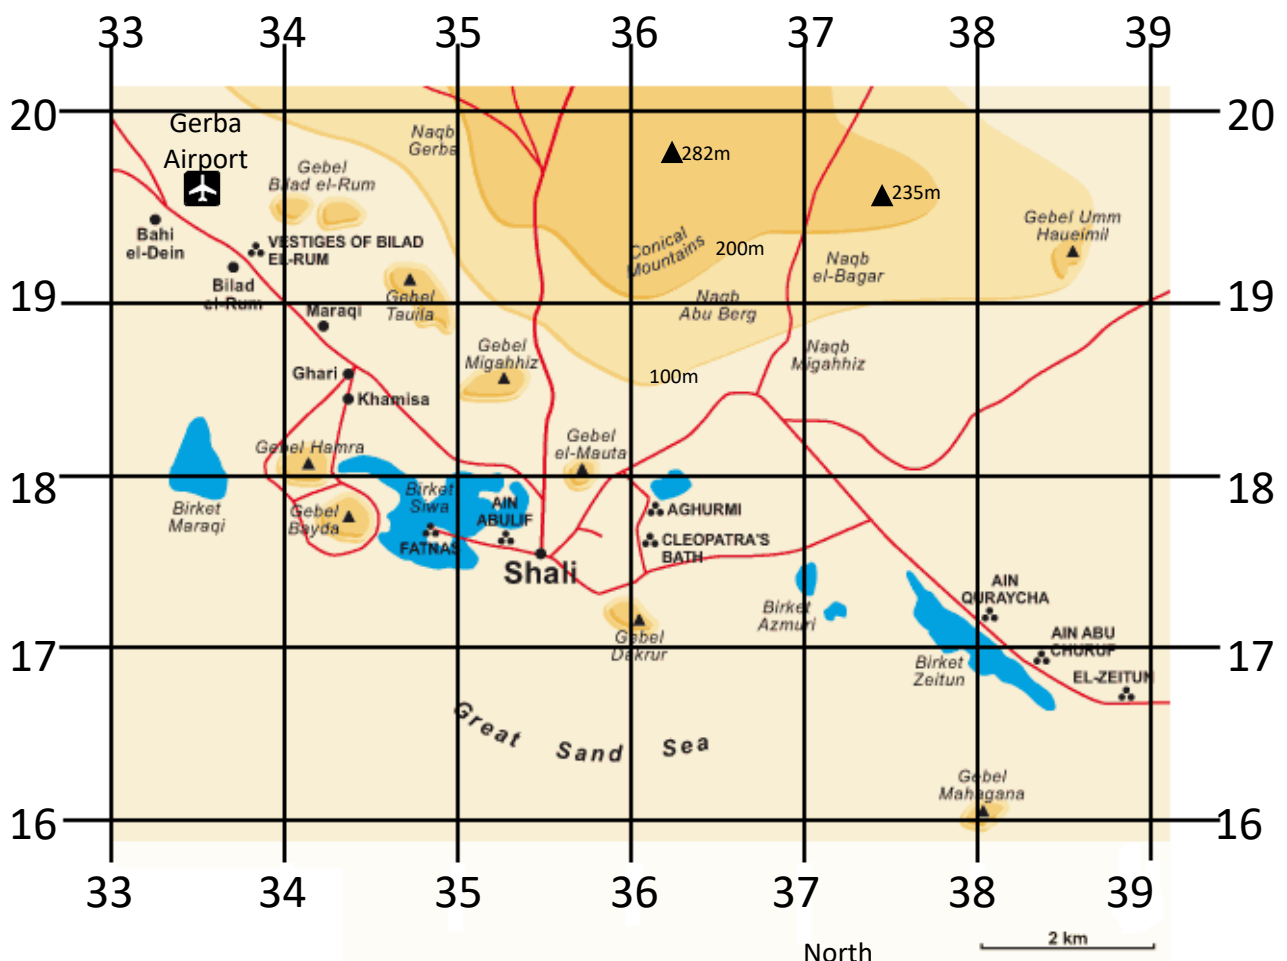 33 34 35 36 37 38 39
20 20
Gerba
Airport
Naqb
Gerba
282m
Gebel
Bilad el-Rum
235m
Bahi
el-Dein
VESTIGES OF BILAD
EL-RUM
Conical
Mountains
200m
Gebel Umm
Haueimil
Naqb
el-Bagar
Bilad
el-Rum
19 19
Maraqi
Gebel
Tauila
Naqb
Abu Berg
Gebel
Migahhiz
Naqb
Migahhiz
Ghari
100m
Khamisa
Gebel Hamra
Gebel
el-Mauta
18 18
Birket
Maraqi
Gebel
Bayda
Birket
Siwa
AIN
ABULIF
AGHURMI
FATNAS
CLEOPATRA'S
BATH
Shali
AIN
QURAYCHA
Birket
Azmuri
Gebel
Dakrur
17 17
AIN ABU
CHURUF
Birket
Zeitun
EL-ZEITUN
Great Sand Sea
Gebel
Mahagana
16 16
33 34 35 36 37 38 39
2 km
North